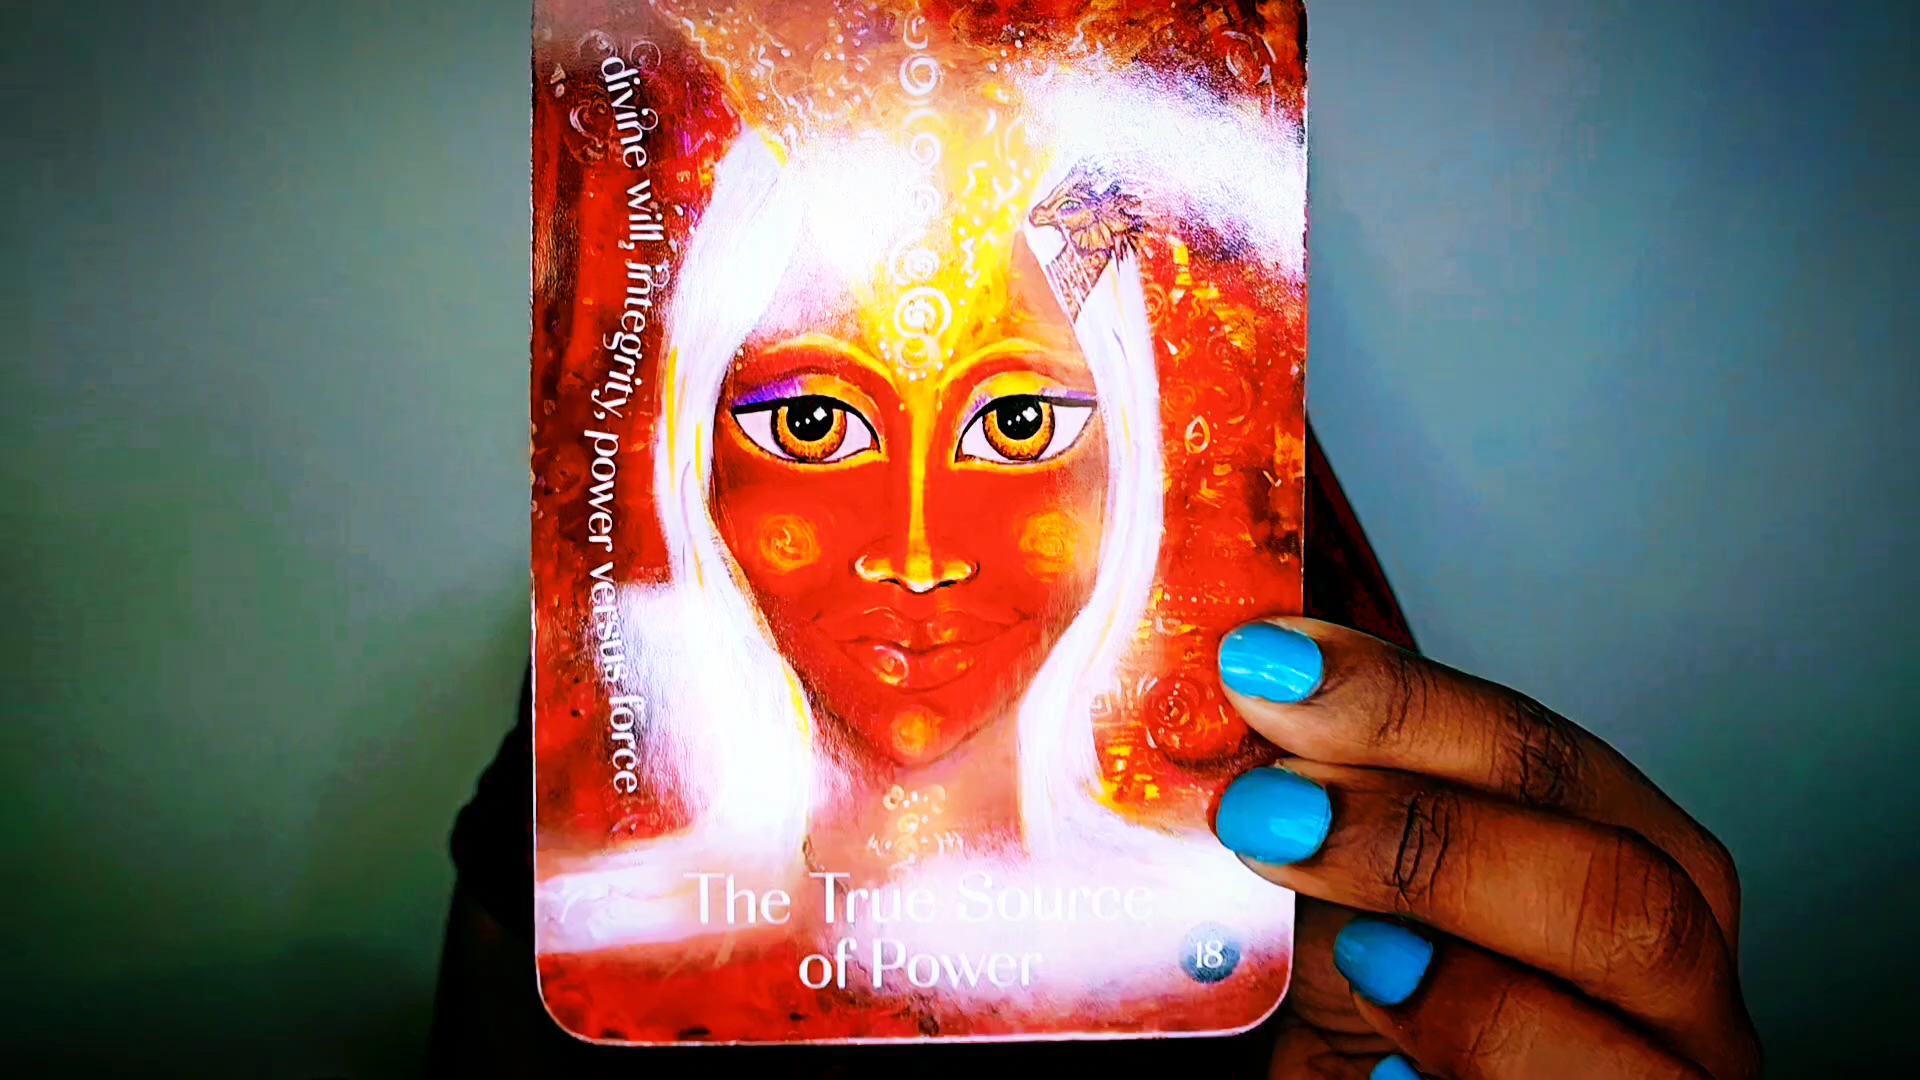 divine will, integrity, power versus force
The True Source
of Power
18